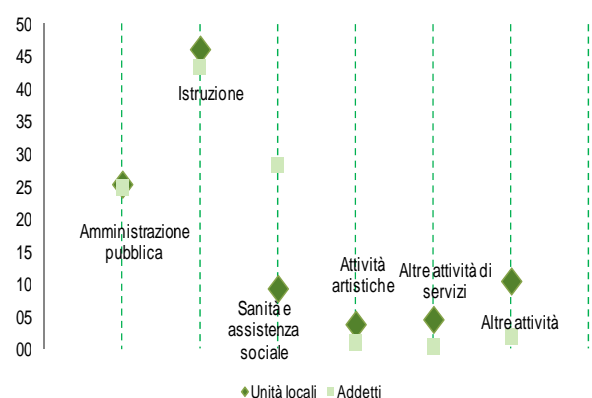 50
45
40
35
30
25
20
15
10
05
00
Istruzione
Amministrazione
pubblica
Sanità e
assistenza
sociale
Attività
artistiche
Altre attività di
servizi
Altre attività
Unità locali
Addetti